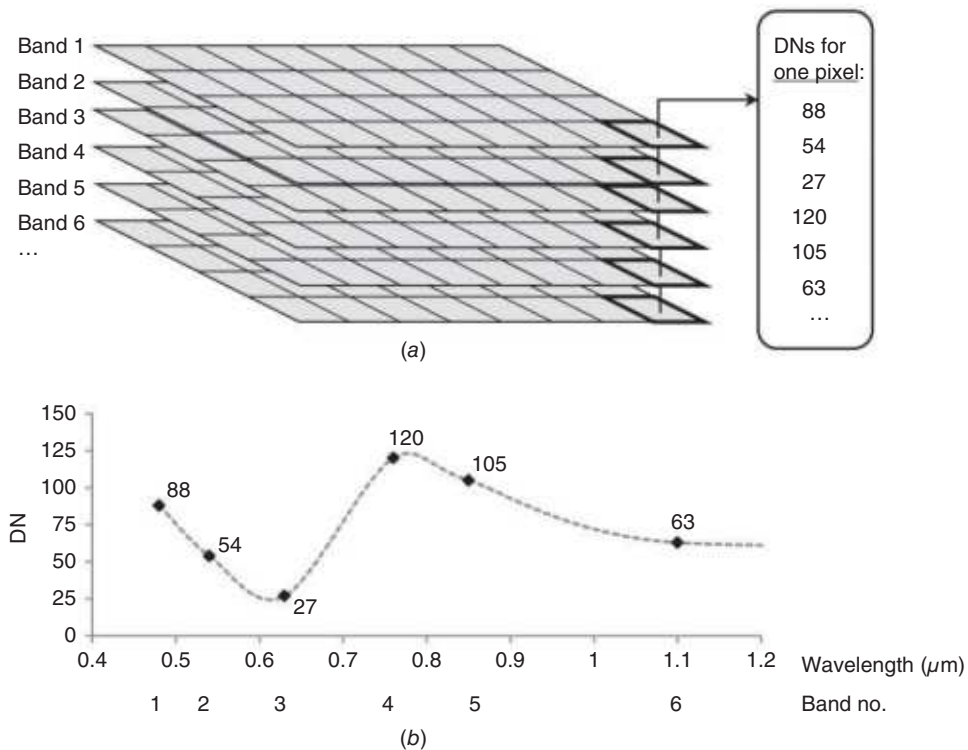 Band 1
Band 2
Band 3
Band 4
Band 5
Band 6
...
DNs for
one pixel:
88
54
27
120
105
63
...
(a)
150
125
100
75
50
25
0
DN
88
54
27
120
105
63
0.4 0.5 0.6 0.7 0.8 0.9 1 1.1 1.2 Wavelength (μm)
1 2 3 4 5 6 Band no.
(b)